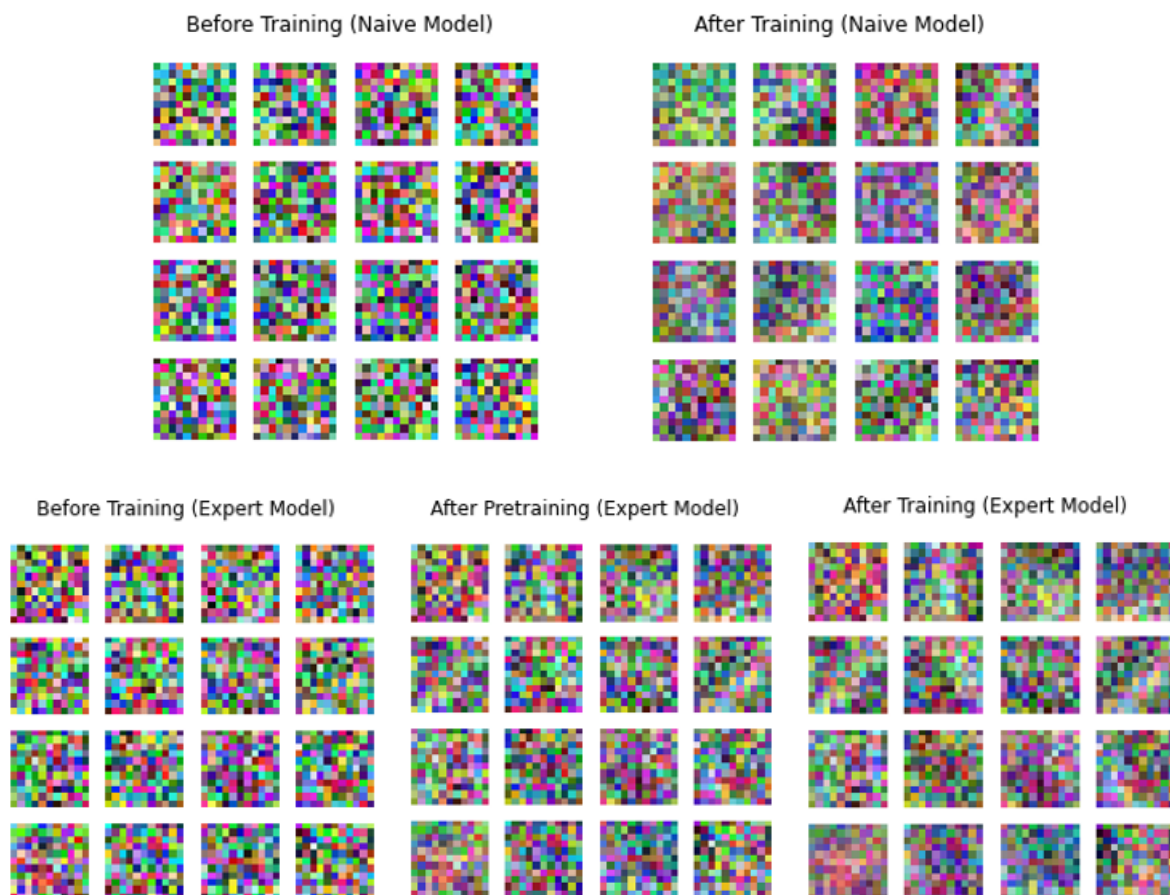 Before Training (Naive Model)
After Training (Naive Model)
Before Training (Expert Model)
After Pretraining (Expert Model)
After Training (Expert Model)